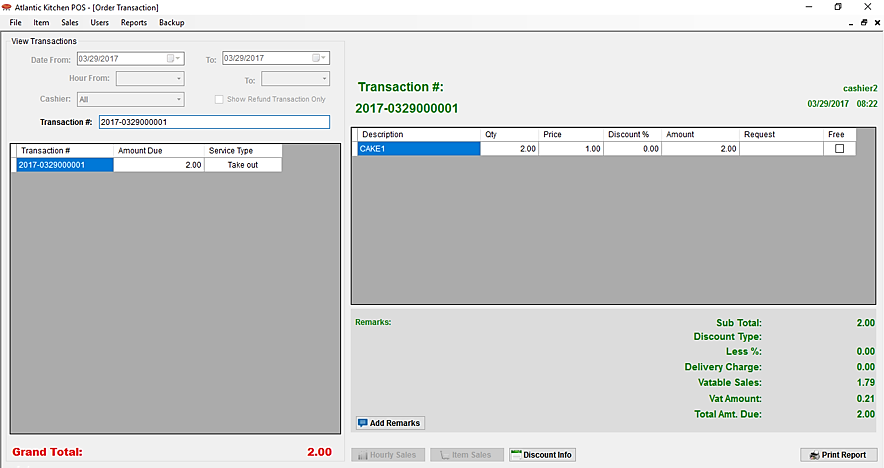 Atlantic Kitchen POS - [Order Transaction]
File Item Sales Users Reports Backup
View Transactions
Date From: 03/29/2017 To: 03/29/2017
Hour From: To:
Cashier: All Show Refund Transaction Only
Transaction #: 2017-0329000001
Transaction # Amount Due Service Type
2017-0329000001 2.00 Take out
Grand Total: 2.00
Transaction #:
2017-0329000001
cashier2
03/29/2017 08:22
Description Qty Price Discount % Amount Request Free
CAKE1 2.00 1.00 0.00 2.00
Remarks:
Sub Total: 2.00
Discount Type:
Less %: 0.00
Delivery Charge: 0.00
Vatable Sales: 1.79
Vat Amount: 0.21
Total Amt. Due: 2.00
Add Remarks
Hourly Sales Item Sales Discount Info Print Report